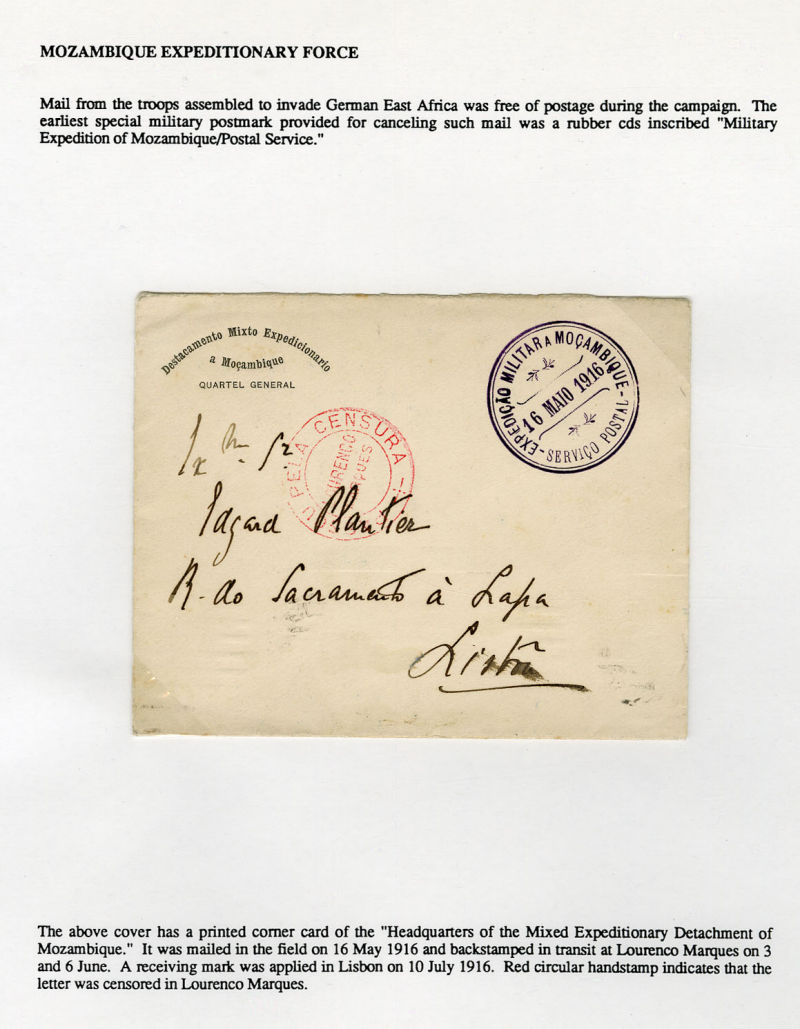 MOZAMBIQUE EXPEDITIONARY FORCE
Mail from the troops assembled to invade German East Africa was free of postage during the campaign. The
earliest special military postmark provided for canceling such mail was a rubber cds inscribed "Military
Expedition of Mozambique/Postal Service."
Destacamento Mixto Expedicionario
a Moçambique
QUARTEL GENERAL
EXPEDIÇÃO MILITAR A MOÇAMBIQUE-
16 MAIO 1916
-SERVIÇO POSTAL-
PELA CENSURA
Sr.
Edgard Plantier
R. do Sacramento à Lapa
Lisbôa
The above cover has a printed corner card of the "Headquarters of the Mixed Expeditionary Detachment of
Mozambique." It was mailed in the field on 16 May 1916 and backstamped in transit at Lourenco Marques on 3
and 6 June. A receiving mark was applied in Lisbon on 10 July 1916. Red circular handstamp indicates that the
letter was censored in Lourenco Marques.